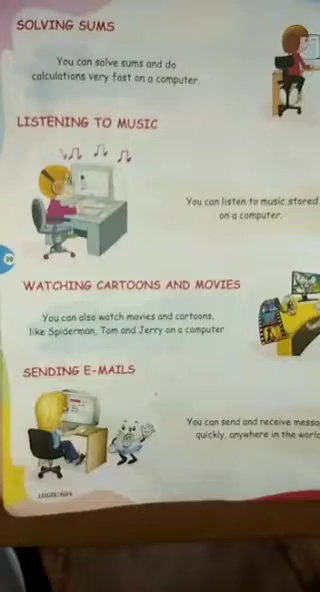 SOLVING SUMS
You can solve sums and do
calculations very fast on a computer.
LISTENING TO MUSIC
You can listen to music stored
on a computer.
WATCHING CARTOONS AND MOVIES
You can also watch movies and cartoons,
like Spiderman, Tom and Jerry on a computer
SENDING E-MAILS
You can send and receive
quickly, anywhere in the
LOGIC Kids